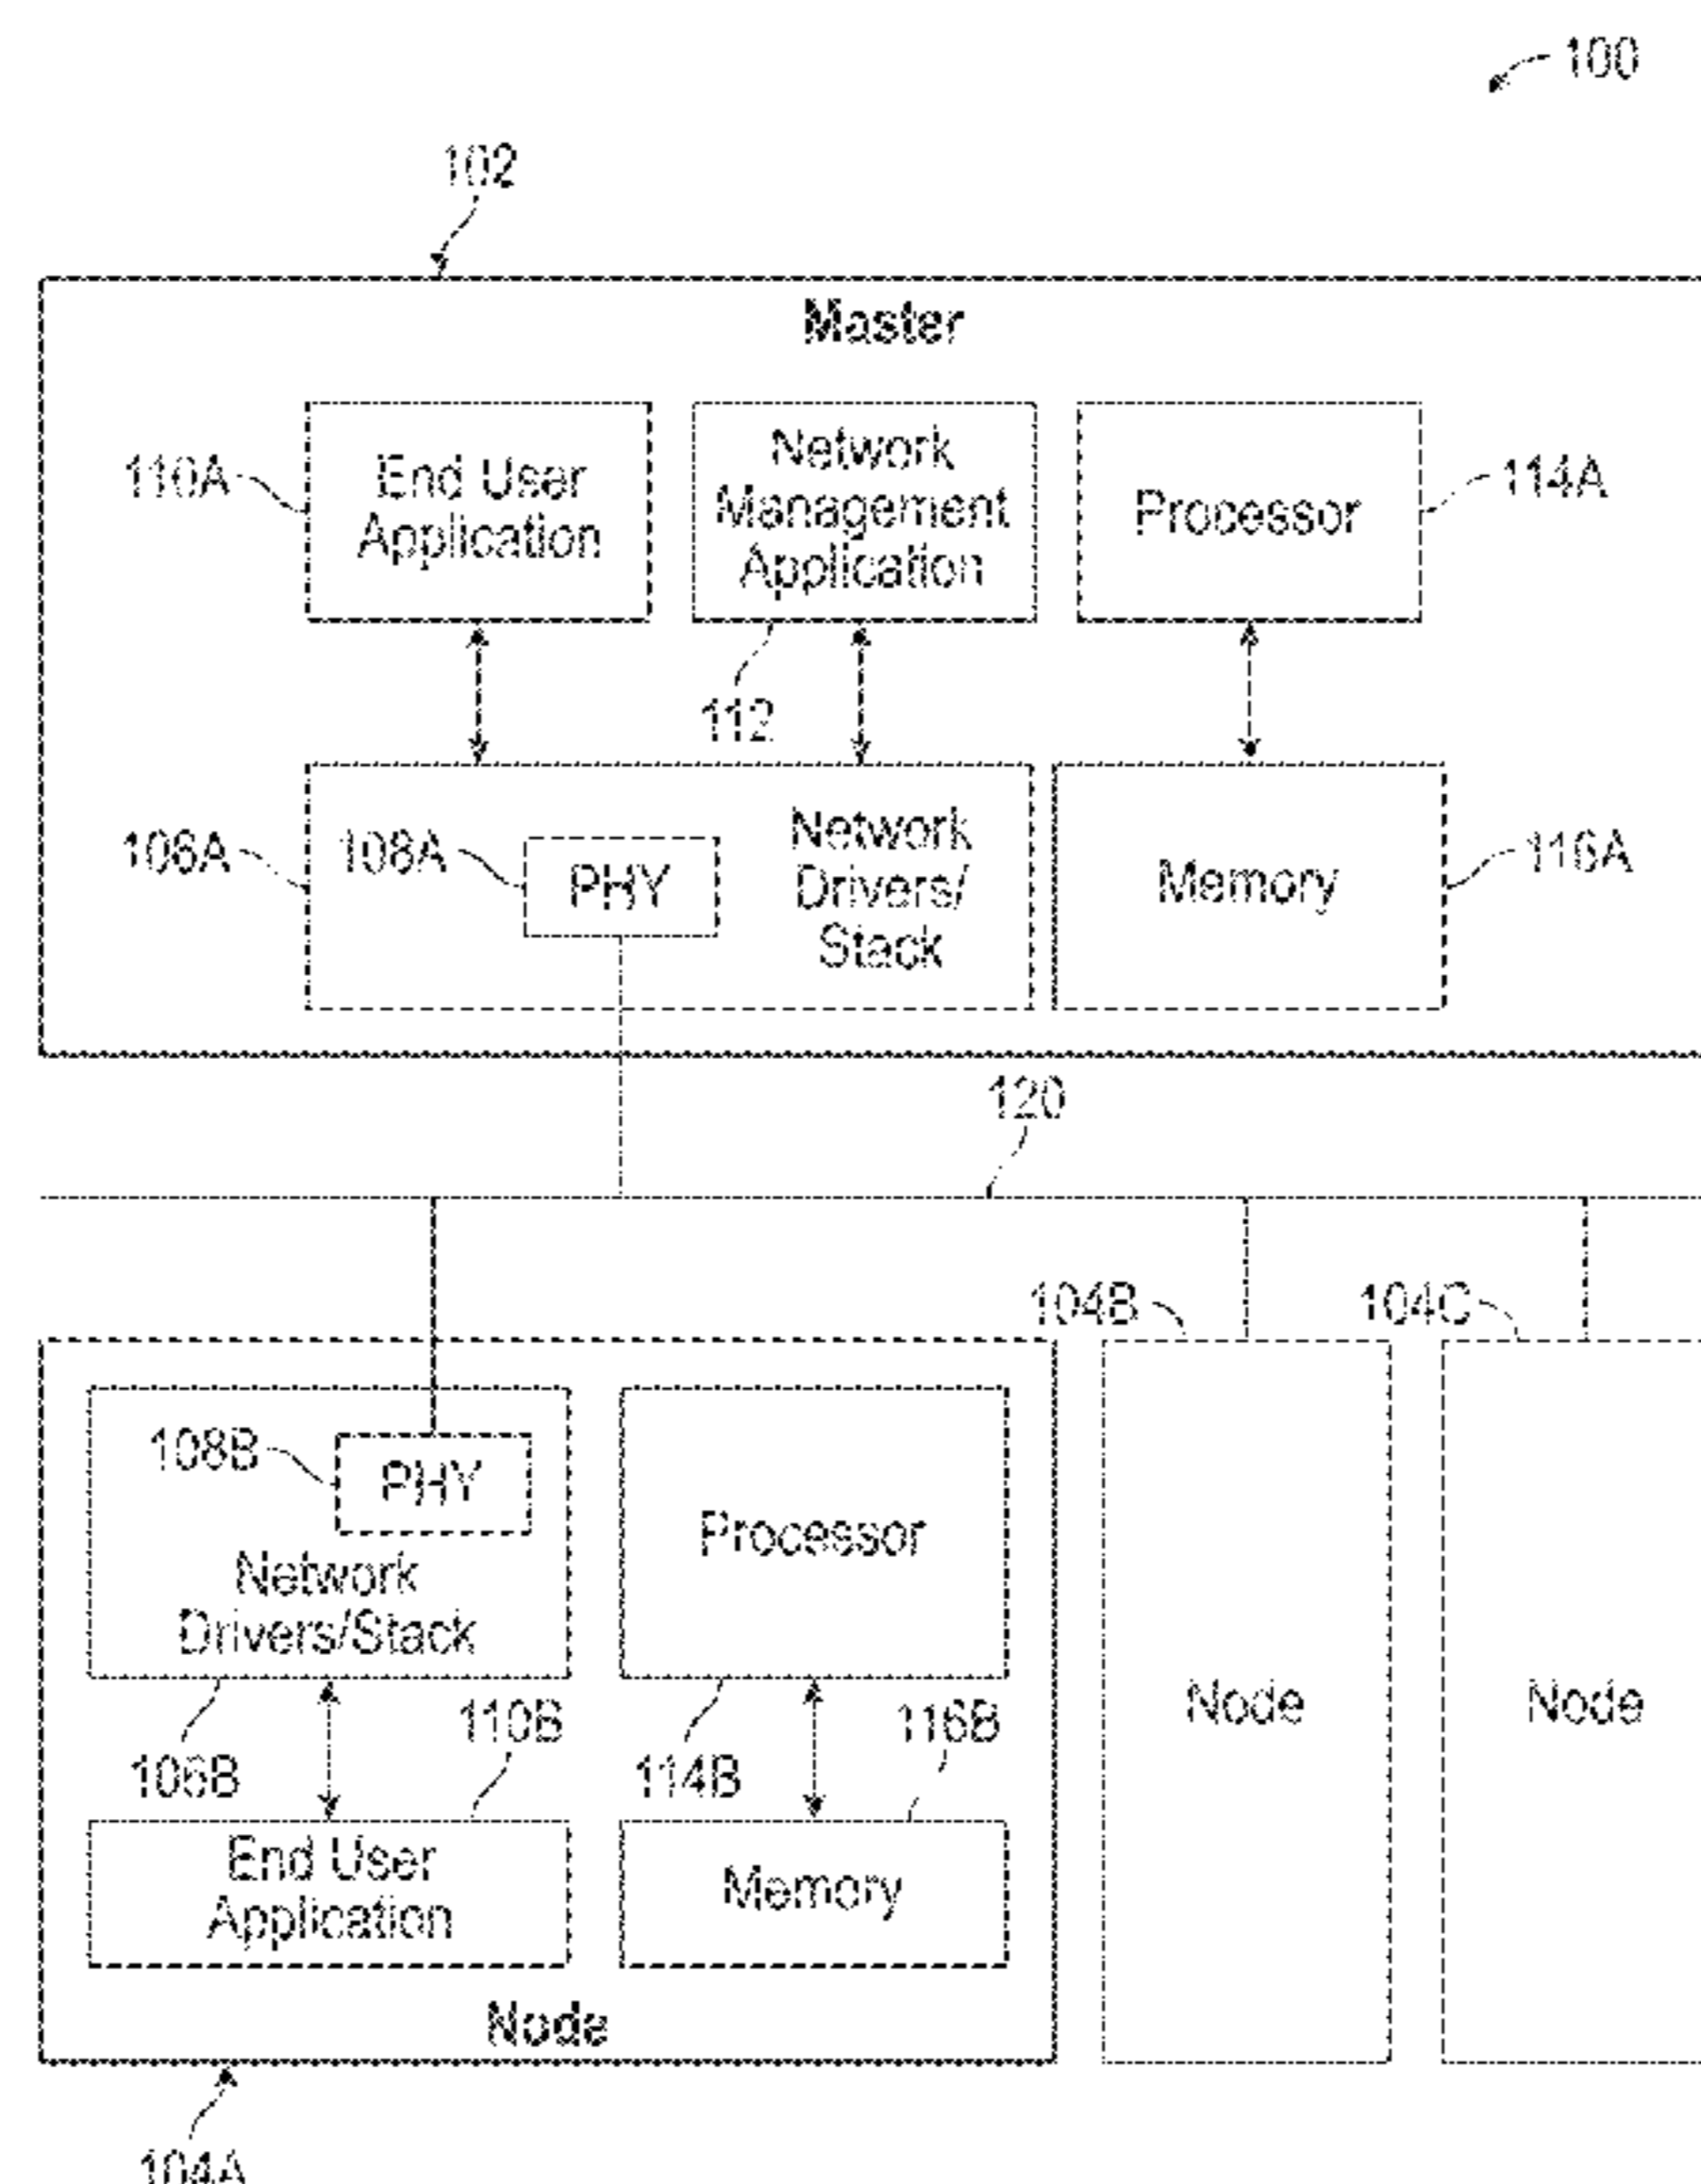 100
102
Master
110A
End User
Application
Network
Management
Application
Processor
114A
112
106A
108A
PHY
Network
Drivers/
Stack
Memory
116A
120
104B
104C
108B
PHY
Network
Drivers/Stack
Processor
Node
Node
106B
110B
114B
116B
End User
Application
Memory
Node
104A